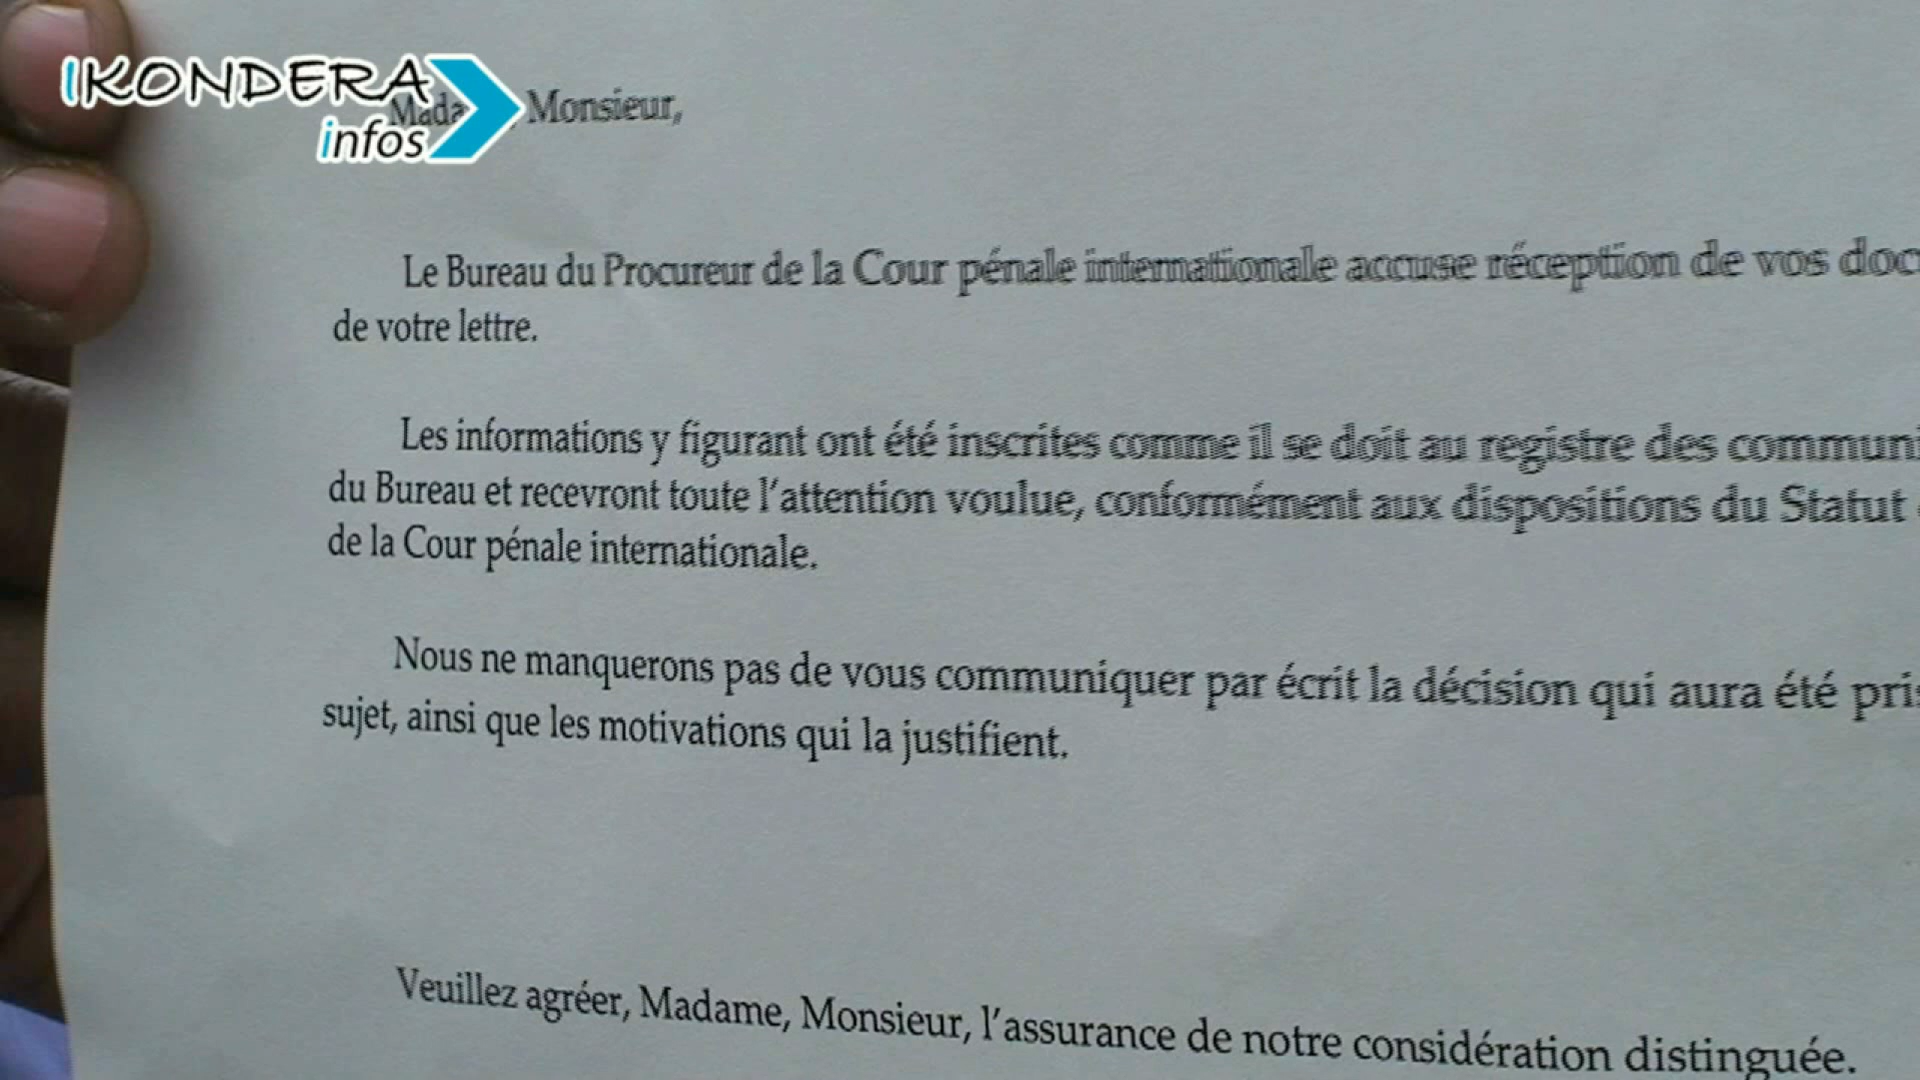 IKONDERA
infos
Monsieur,
Le Bureau du Procureur de la Cour pénale internationale accuse réception de vos
de votre lettre.
Les informations y figurant ont été inscrites comme il se doit au registre des
du Bureau et recevront toute l'attention voulue, conformément aux dispositions du Statut
de la Cour pénale internationale.
Nous ne manquerons pas de vous communiquer par écrit la décision qui aura été
sujet, ainsi que les motivations qui la justifient.
Veuillez agréer, Madame, Monsieur, l'assurance de notre considération distinguée.